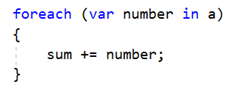 foreach (var number in a)
{
    sum += number;
}